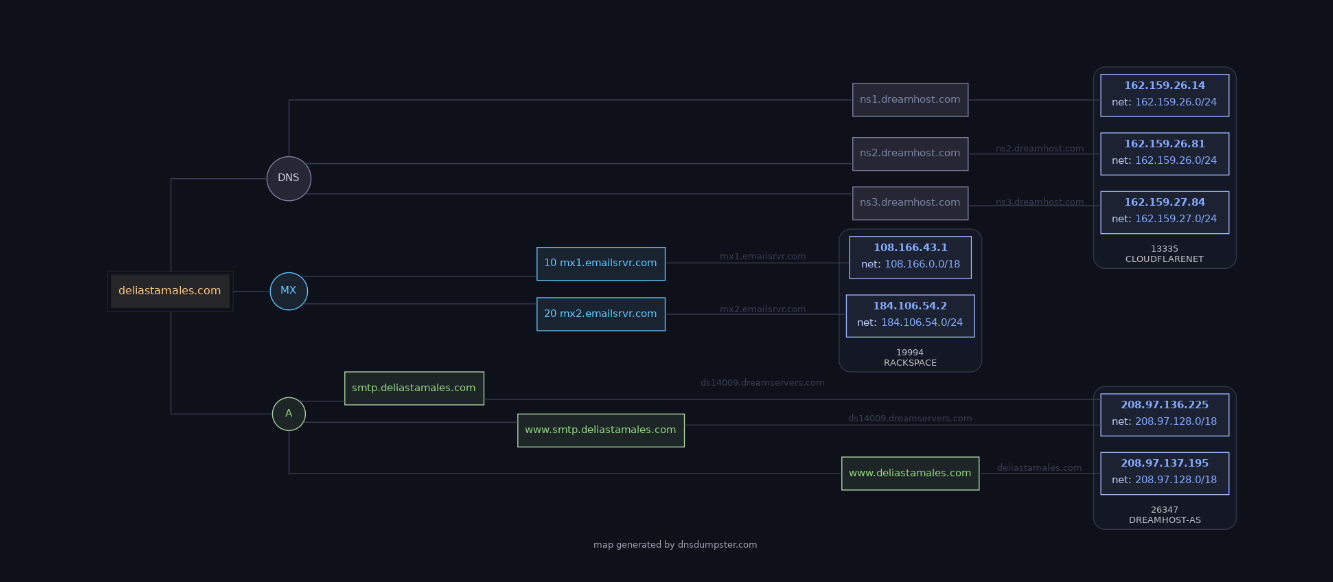 deliastamales.com
DNS
MX
A
ns1.dreamhost.com
ns2.dreamhost.com
ns2.dreamhost.com
ns3.dreamhost.com
ns3.dreamhost.com
162.159.26.14
net: 162.159.26.0/24
162.159.26.81
net: 162.159.26.0/24
162.159.27.84
net: 162.159.27.0/24
13335
CLOUDFLARENET
10 mx1.emailsrvr.com
mx1.emailsrvr.com
20 mx2.emailsrvr.com
mx2.emailsrvr.com
108.166.43.1
net: 108.166.0.0/18
184.106.54.2
net: 184.106.54.0/24
19994
RACKSPACE
smtp.deliastamales.com
ds14009.dreamservers.com
www.smtp.deliastamales.com
ds14009.dreamservers.com
www.deliastamales.com
deliastamales.com
208.97.136.225
net: 208.97.128.0/18
208.97.137.195
net: 208.97.128.0/18
26347
DREAMHOST-AS
map generated by dnsdumpster.com